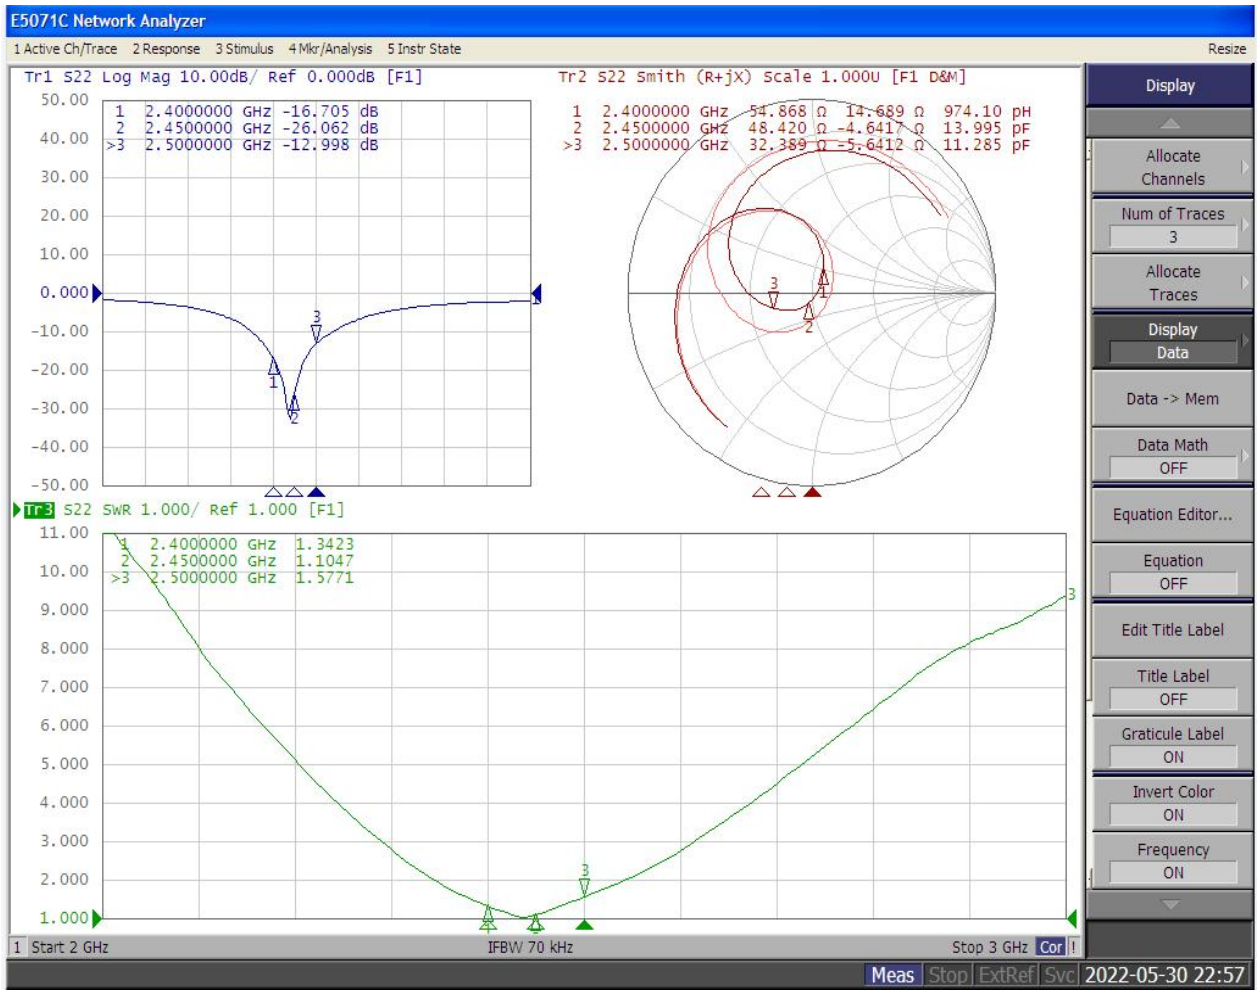 E5071C Network Analyzer
1 Active Ch/Trace 2 Response 3 Stimulus 4 Mkr/Analysis 5 Instr State Resize
Tr1 S22 Log Mag 10.00dB/ Ref 0.000dB [F1]
50.00
40.00
30.00
20.00
10.00
0.000
-10.00
-20.00
-30.00
-40.00
-50.00
1 2.4000000 GHz -16.705 dB
2 2.4500000 GHz -26.062 dB
>3 2.5000000 GHz -12.998 dB
1
2
3
1
Tr2 S22 Smith (R+jX) Scale 1.000U [F1 D&M]
1 2.4000000 GHz 54.868 Ω 14.689 Ω 974.10 pH
2 2.4500000 GHz 48.420 Ω -4.6417 Ω 13.995 pF
>3 2.5000000 GHz 32.389 Ω -5.6412 Ω 11.285 pF
3
1
2
Tr3 S22 SWR 1.000/ Ref 1.000 [F1]
11.00
10.00
9.000
8.000
7.000
6.000
5.000
4.000
3.000
2.000
1.000
1 2.4000000 GHz 1.3423
2 2.4500000 GHz 1.1047
>3 2.5000000 GHz 1.5771
3
3
1 Start 2 GHz IFBW 70 kHz Stop 3 GHz Cor !
Display
Allocate
Channels
Num of Traces
3
Allocate
Traces
Display
Data
Data -> Mem
Data Math
OFF
Equation Editor...
Equation
OFF
Edit Title Label
Title Label
OFF
Graticule Label
ON
Invert Color
ON
Frequency
ON
Meas Stop ExtRef Svc 2022-05-30 22:57